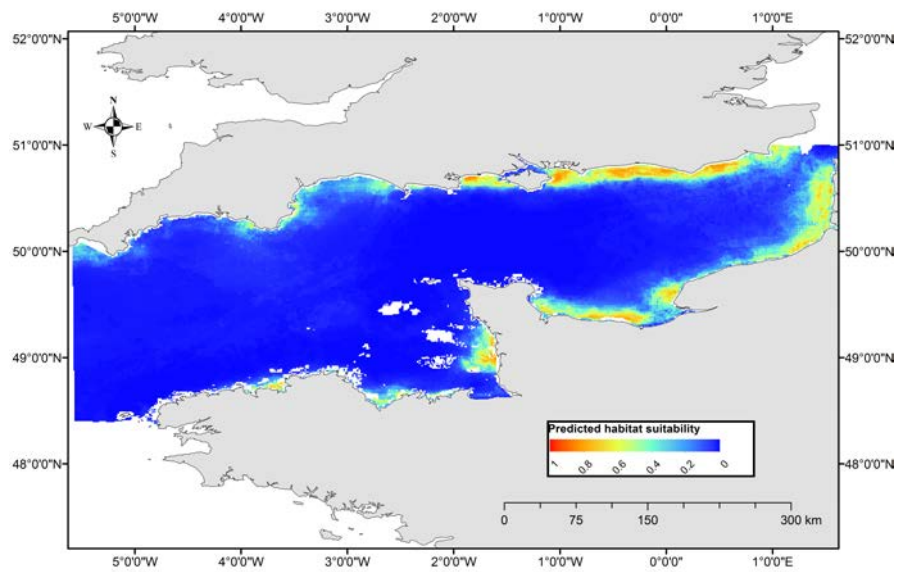 5°0'0"W 4°0'0"W 3°0'0"W 2°0'0"W 1°0'0"W 0°0'0" 1°0'0"E
52°0'0"N 52°0'0"N
N
W E
S
51°0'0"N 51°0'0"N
50°0'0"N 50°0'0"N
49°0'0"N 49°0'0"N
Predicted habitat suitability
1 0.8 0.6 0.4 0.2 0
48°0'0"N 48°0'0"N
0 75 150 300 km
5°0'0"W 4°0'0"W 3°0'0"W 2°0'0"W 1°0'0"W 0°0'0" 1°0'0"E